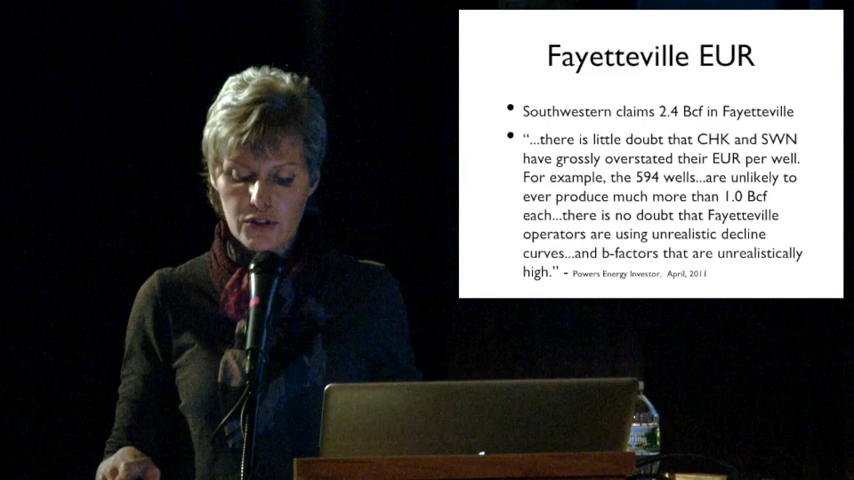 Fayetteville EUR
• Southwestern claims 2.4 Bcf in Fayetteville
• “...there is little doubt that CHK and SWN
have grossly overstated their EUR per well.
For example, the 594 wells...are unlikely to
ever produce much more than 1.0 Bcf
each...there is no doubt that Fayetteville
operators are using unrealistic decline
curves...and b-factors that are unrealistically
high.” - Powers Energy Investor, April, 2011